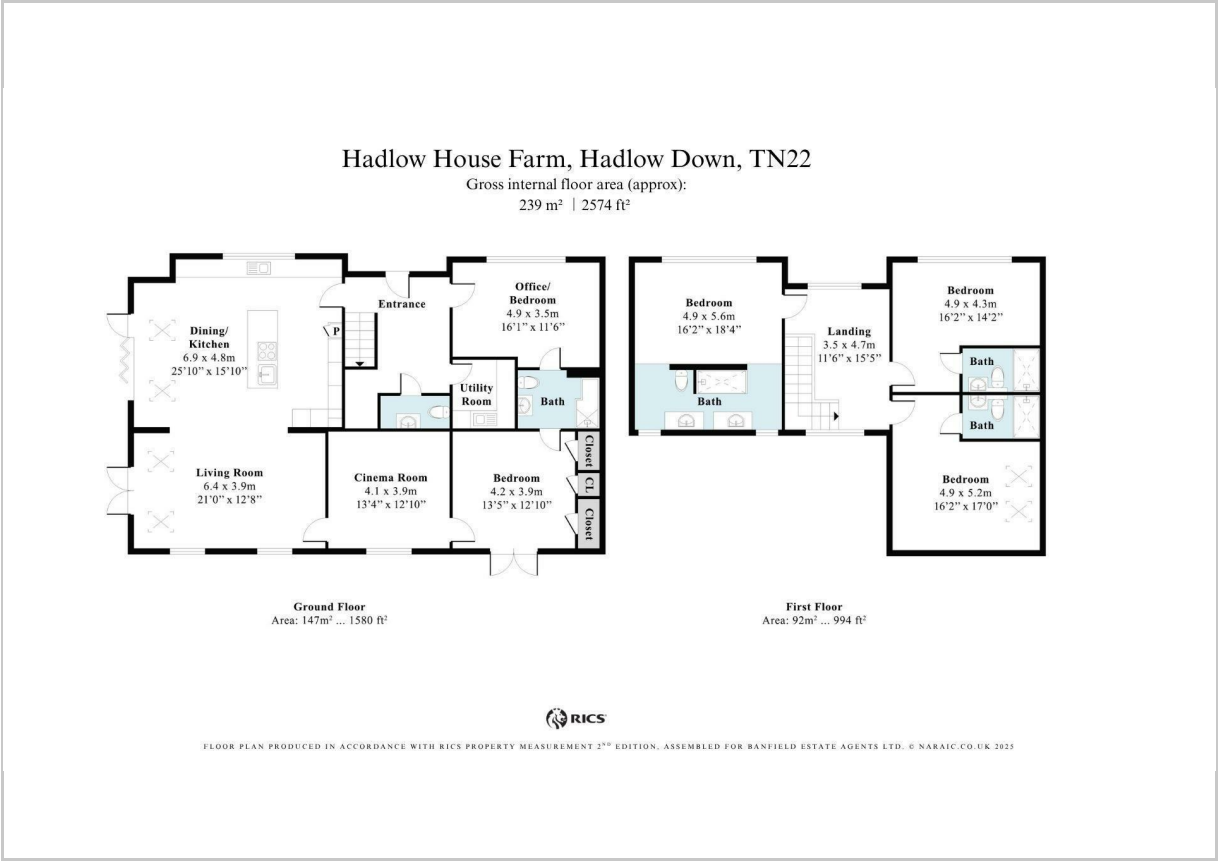 Hadlow House Farm, Hadlow Down, TN22
Gross internal floor area (approx):
239 m² | 2574 ft²
Dining/
Kitchen
6.9 x 4.8m
25'10" x 15'10"
P
Entrance
Office/
Bedroom
4.9 x 3.5m
16'1" x 11'6"
Utility
Room
Bath
Living Room
6.4 x 3.9m
21'0" x 12'8"
Cinema Room
4.1 x 3.9m
13'4" x 12'10"
Bedroom
4.2 x 3.9m
13'5" x 12'10"
Closet
CL
Closet
Ground Floor
Area: 147m² ... 1580 ft²
Bedroom
4.9 x 5.6m
16'2" x 18'4"
Bath
Landing
3.5 x 4.7m
11'6" x 15'5"
Bedroom
4.9 x 4.3m
16'2" x 14'2"
Bath
Bath
Bedroom
4.9 x 5.2m
16'2" x 17'0"
First Floor
Area: 92m² ... 994 ft²
RICS
FLOOR PLAN PRODUCED IN ACCORDANCE WITH RICS PROPERTY MEASUREMENT 2ND EDITION, ASSEMBLED FOR BANFIELD ESTATE AGENTS LTD. © NARAIC.CO.UK 2025